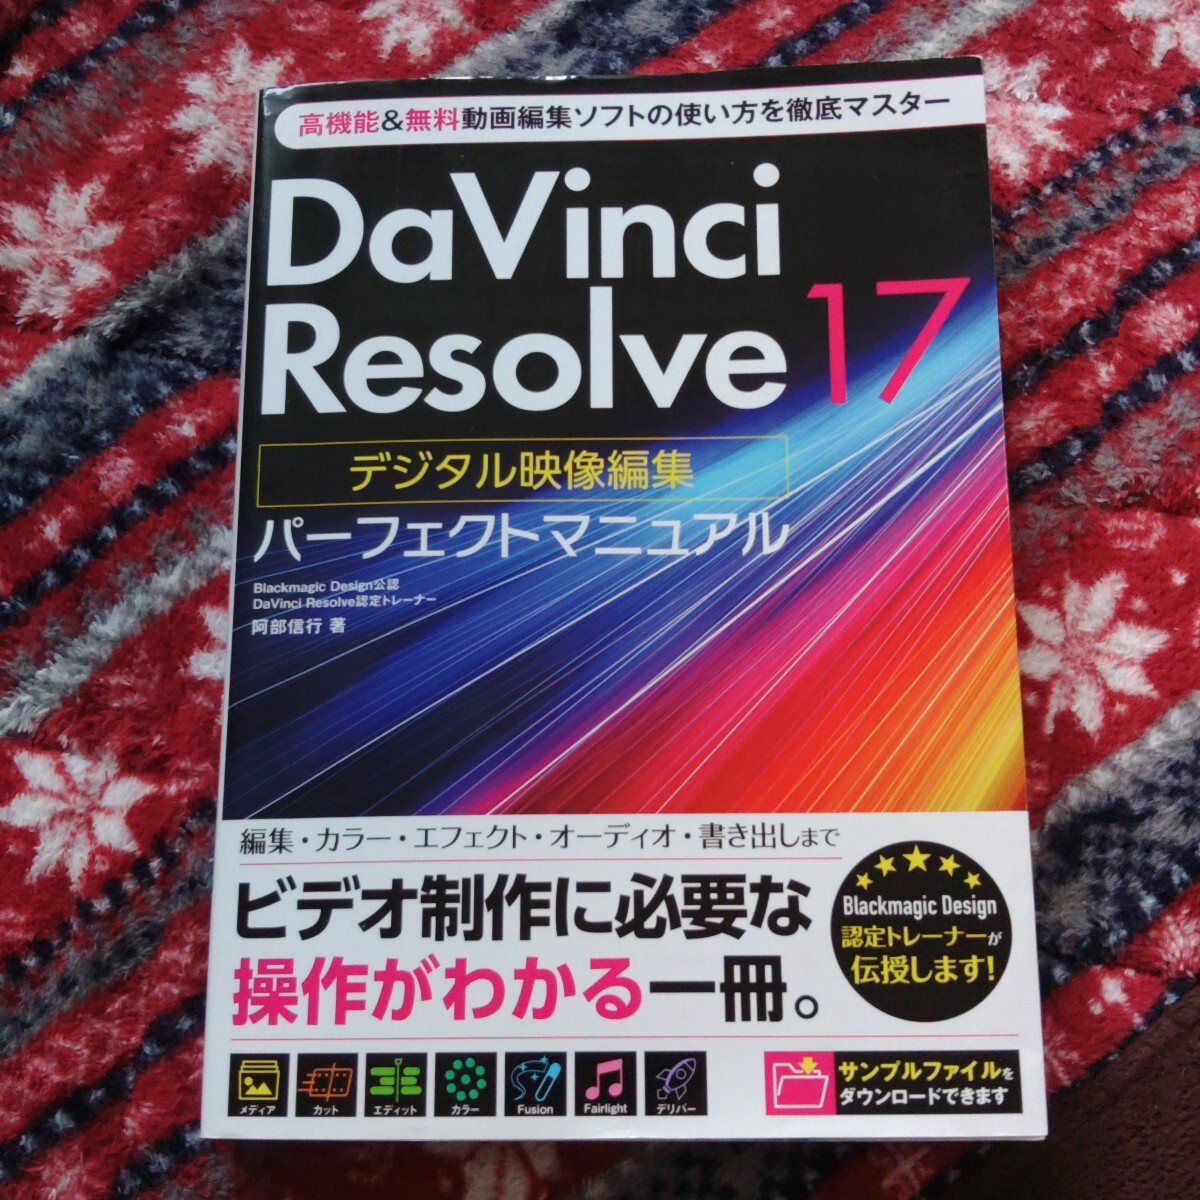 高機能&無料動画編集ソフトの使い方を徹底マスター
DaVinci
Resolve 17
デジタル映像編集
パーフェクトマニュアル
Blackmagic Design公認
DaVinci Resolve認定トレーナー
阿部信行 著
編集・カラー・エフェクト・オーディオ・書き出しまで
ビデオ制作に必要な
操作がわかる一冊。
Blackmagic Design
認定トレーナーが
伝授します!
メディア
カット
エディット
カラー
Fusion
Fairlight
デリバー
サンプルファイルを
ダウンロードできます